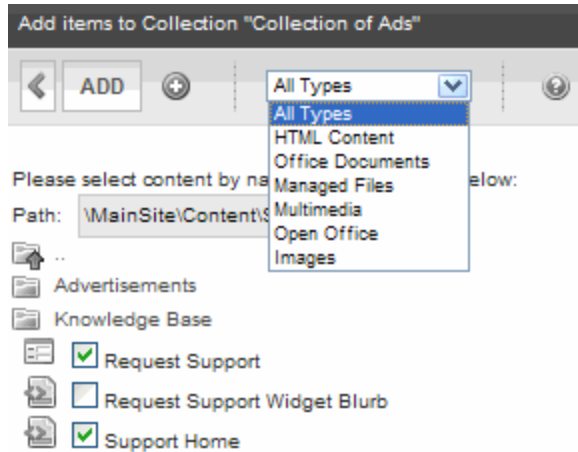 Add items to Collection "Collection of Ads"
ADD
All Types
All Types
HTML Content
Office Documents
Managed Files
Multimedia
Open Office
Images
Please select content by elow:
Path: \MainSite\Content\
..
Advertisements
Knowledge Base
Request Support
Request Support Widget Blurb
Support Home